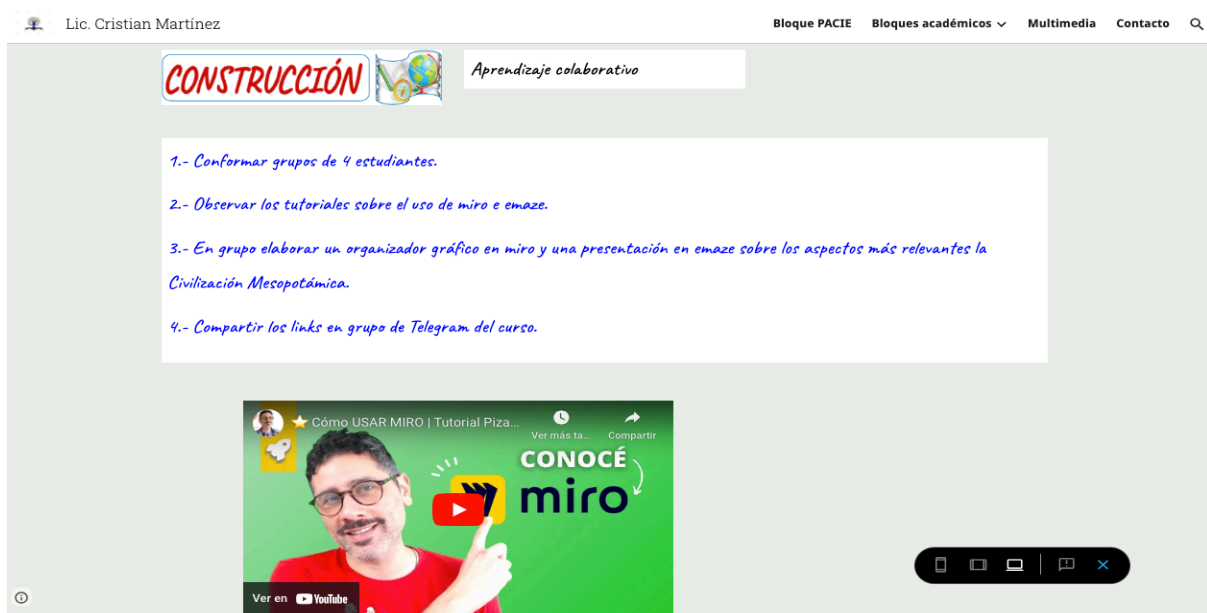 Lic. Cristian Martínez
Bloque PACIE
Bloques académicos
Multimedia
Contacto
CONSTRUCCIÓN
Aprendizaje colaborativo
1.- Conformar grupos de 4 estudiantes.
2.- Observar los tutoriales sobre el uso de miro e emaze.
3.- En grupo elaborar un organizador gráfico en miro y una presentación en emaze sobre los aspectos más relevantes la
Civilización Mesopotámica.
4.- Compartir los links en grupo de Telegram del curso.
Cómo USAR MIRO | Tutorial Piza...
Ver más ta...
Compartir
CONOCÉ
miro
Ver en YouTube